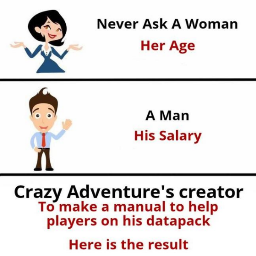 Never Ask A Woman
Her Age
A Man
His Salary
Crazy Adventure's creator
To make a manual to help
players on his datapack
Here is the result